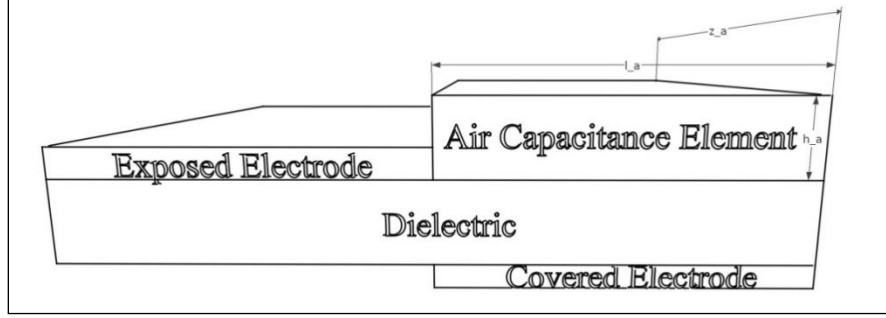 z_a
l_a
Air Capacitance Element
h_a
Exposed Electrode
Dielectric
Covered Electrode